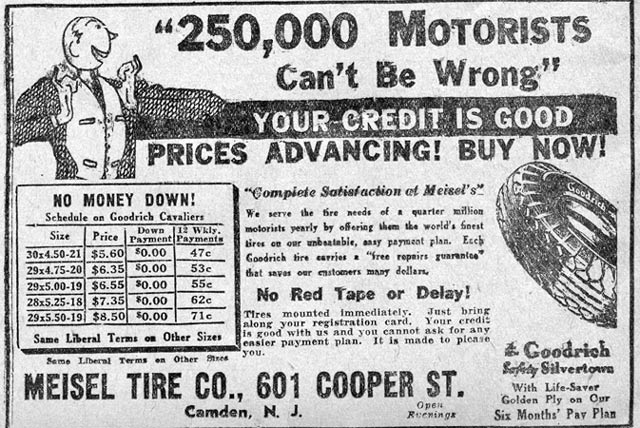 "250,000 MOTORISTS
Can't Be Wrong"
YOUR CREDIT IS GOOD
PRICES ADVANCING! BUY NOW!
NO MONEY DOWN!
Schedule on Goodrich Cavaliers
Size Price Down Payment 12 Wkly. Payments
30x4.50-21 $5.60 $0.00 47c
29x4.75-20 $6.35 $0.00 53c
29x5.00-19 $6.55 $0.00 55c
28x5.25-18 $7.35 $0.00 62c
29x5.50-19 $8.50 $0.00 71c
Same Liberal Terms on Other Sizes
Same Liberal Terms on Other Sizes
"Complete Satisfaction at Meisel's"
We serve the tire needs of a quarter million
motorists yearly by offering them the world's finest
tires on our unbeatable, easy payment plan. Each
Goodrich tire carries a "free repairs guarantee"
that saves our customers many dollars.
No Red Tape or Delay!
Tires mounted immediately. Just bring
along your registration card. Your credit
is good with us and you cannot ask for any
easier payment plan. It is made to please
you.
Goodrich
Goodrich
Safety Silvertown
With Life-Saver
Golden Ply on Our
Six Months' Pay Plan
MEISEL TIRE CO., 601 COOPER ST.
Camden, N. J.
Open
Evenings